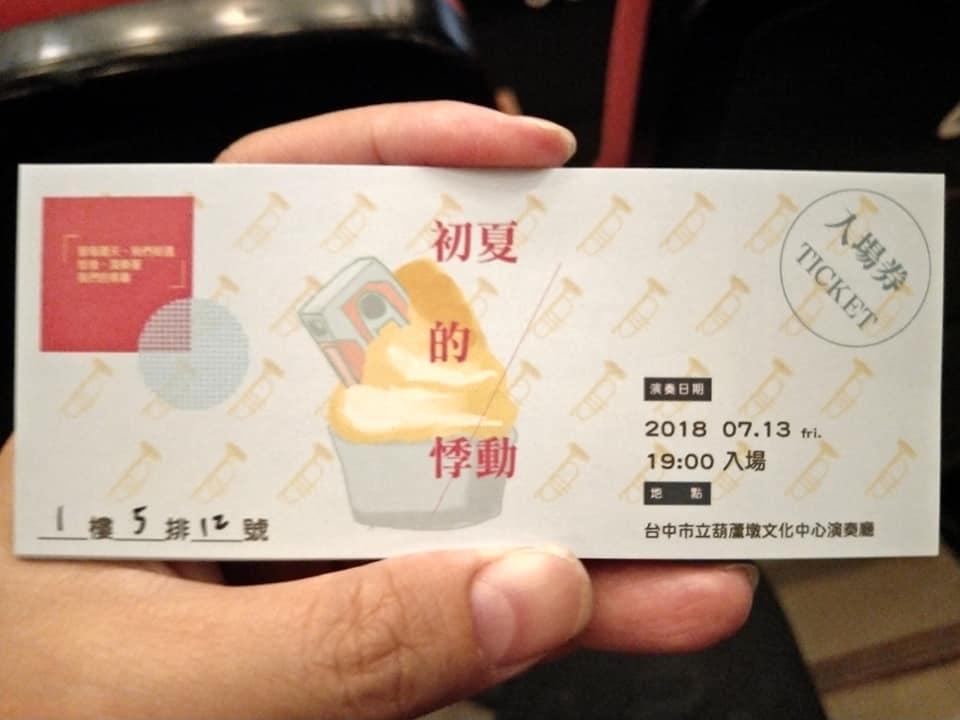 初夏
的
悸動
入場券
TICKET
演奏日期
2018 07.13 fri.
19:00 入場
地 點
台中市立葫蘆墩文化中心演奏廳
1樓5排12號